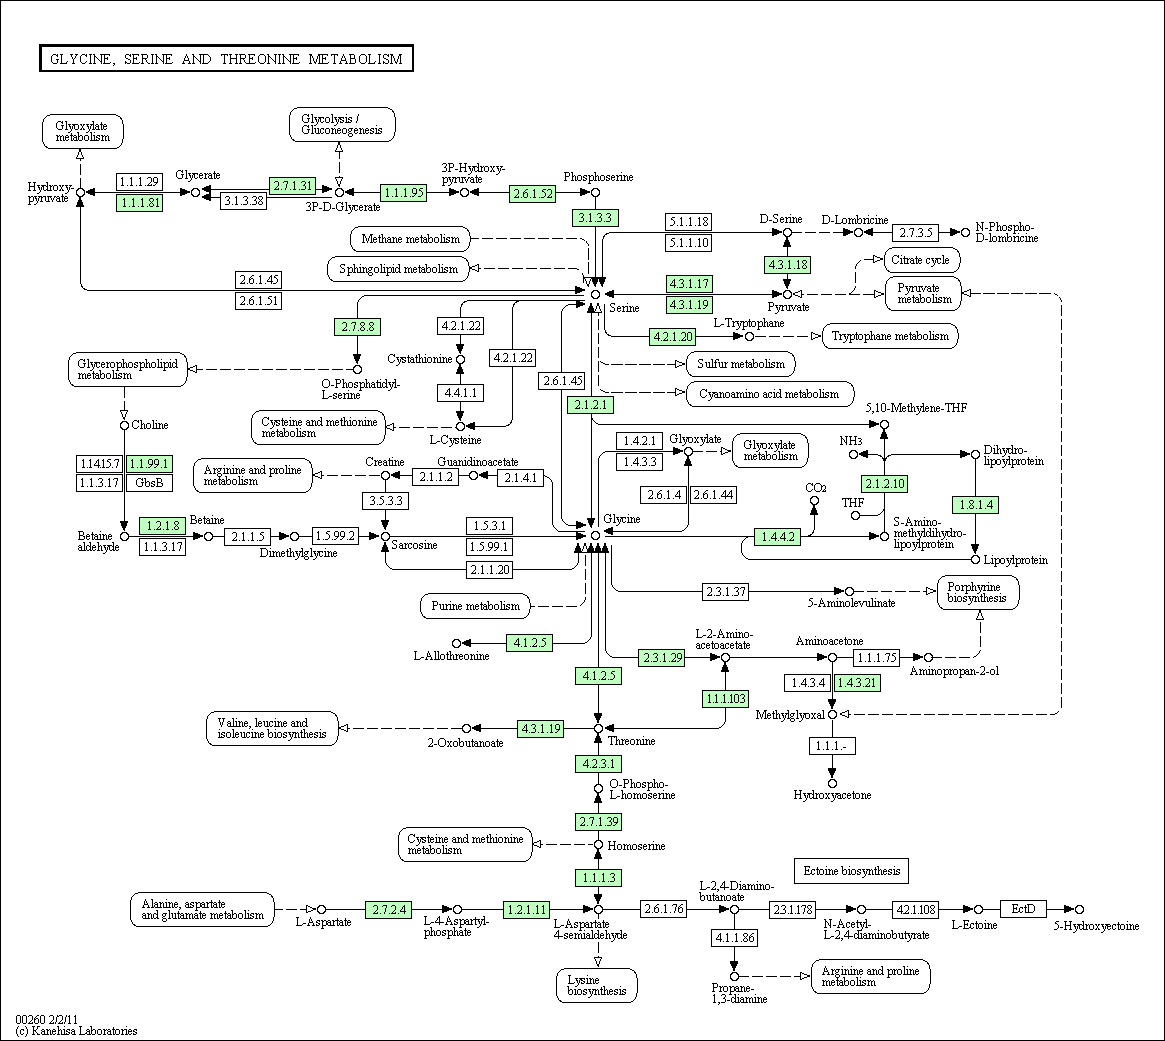 GLYCINE, SERINE AND THREONINE METABOLISM
Glyoxylate
metabolism
Glycolysis /
Gluconeogenesis
Hydroxy-
pyruvate
1.1.1.29
1.1.1.81
Glycerate
2.7.1.31
3.1.3.38
3P-D-Glycerate
1.1.1.95
3P-Hydroxy-
pyruvate
2.6.1.52
Phosphoserine
3.1.3.3
Methane metabolism
Sphingolipid metabolism
5.1.1.18
5.1.1.10
D-Serine
D-Lombricine
2.7.3.5
N-Phospho-
D-lombricine
4.3.1.18
Citrate cycle
2.6.1.45
2.6.1.51
4.3.1.17
4.3.1.19
Serine
Pyruvate
Pyruvate
metabolism
2.7.8.8
4.2.1.22
4.2.1.20
L-Tryptophane
Tryptophane metabolism
Glycerophospholipid
metabolism
O-Phosphatidyl-
L-serine
Cystathionine
4.2.1.22
4.4.1.1
2.6.1.45
2.1.2.1
Sulfur metabolism
Cyanoamino acid metabolism
Choline
Cysteine and methionine
metabolism
L-Cysteine
5,10-Methylene-THF
1.4.2.1
1.4.3.3
Glyoxylate
Glyoxylate
metabolism
NH3
Dihydro-
lipoylprotein
1.14.15.7
1.1.99.1
1.1.3.17
GbsB
Arginine and proline
metabolism
Creatine
2.1.1.2
Guanidinoacetate
2.1.4.1
3.5.3.3
2.6.1.4
2.6.1.44
CO2
THF
2.1.2.10
1.8.1.4
Betaine
aldehyde
1.2.1.8
1.1.3.17
Betaine
2.1.1.5
Dimethylglycine
1.5.99.2
Sarcosine
1.5.3.1
1.5.99.1
2.1.1.20
Glycine
1.4.4.2
S-Amino-
methyldihydro-
lipoylprotein
Lipoylprotein
Purine metabolism
2.3.1.37
5-Aminolevulinate
Porphyrine
biosynthesis
L-Allothreonine
4.1.2.5
4.1.2.5
2.3.1.29
L-2-Amino-
acetoacetate
Aminoacetone
1.1.1.75
Aminopropan-2-ol
1.4.3.4
1.4.3.21
1.1.1.103
Methylglyoxal
1.1.1.-
Hydroxyacetone
Valine, leucine and
isoleucine biosynthesis
2-Oxobutanoate
4.3.1.19
Threonine
4.2.3.1
O-Phospho-
L-homoserine
2.7.1.39
Cysteine and methionine
metabolism
Homoserine
1.1.1.3
Ectoine biosynthesis
Alanine, aspartate
and glutamate metabolism
L-Aspartate
2.7.2.4
L-4-Aspartyl-
phosphate
1.2.1.11
L-Aspartate
4-semialdehyde
2.6.1.76
L-2,4-Diamino-
butanoate
2.3.1.178
N-Acetyl-
L-2,4-diaminobutyrate
4.2.1.108
L-Ectoine
EctD
5-Hydroxyectoine
4.1.1.86
Lysine
biosynthesis
Propane-
1,3-diamine
Arginine and proline
metabolism
00260 2/2/11
(c) Kanehisa Laboratories